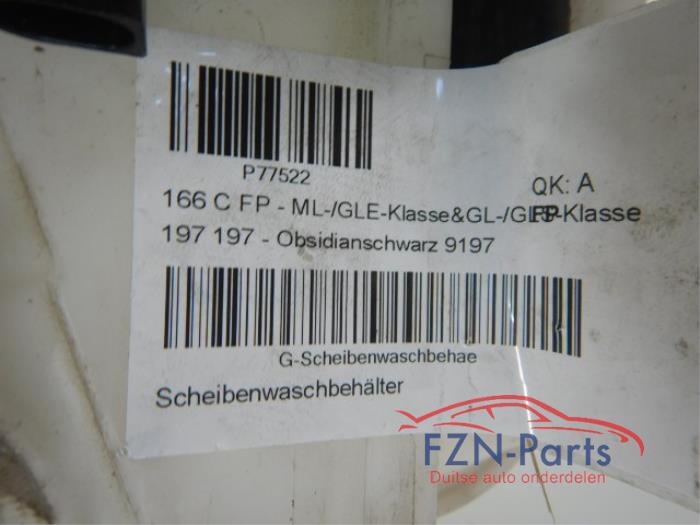 P77522
QK: A
166 C FP - ML-/GLE-Klasse&GL-/GLS-Klasse
FP
197 197 - Obsidianschwarz 9197
G-Scheibenwaschbehae
Scheibenwaschbehälter
FZN-Parts
Duitse auto onderdelen